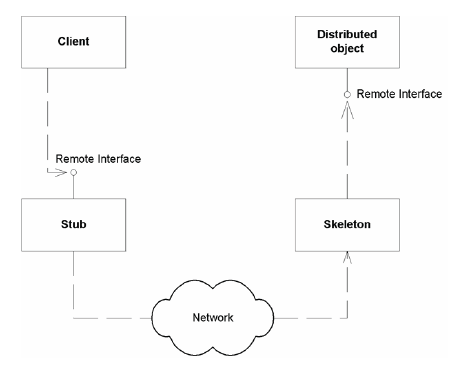 Client
Distributed
object
Remote Interface
Remote Interface
Stub
Skeleton
Network